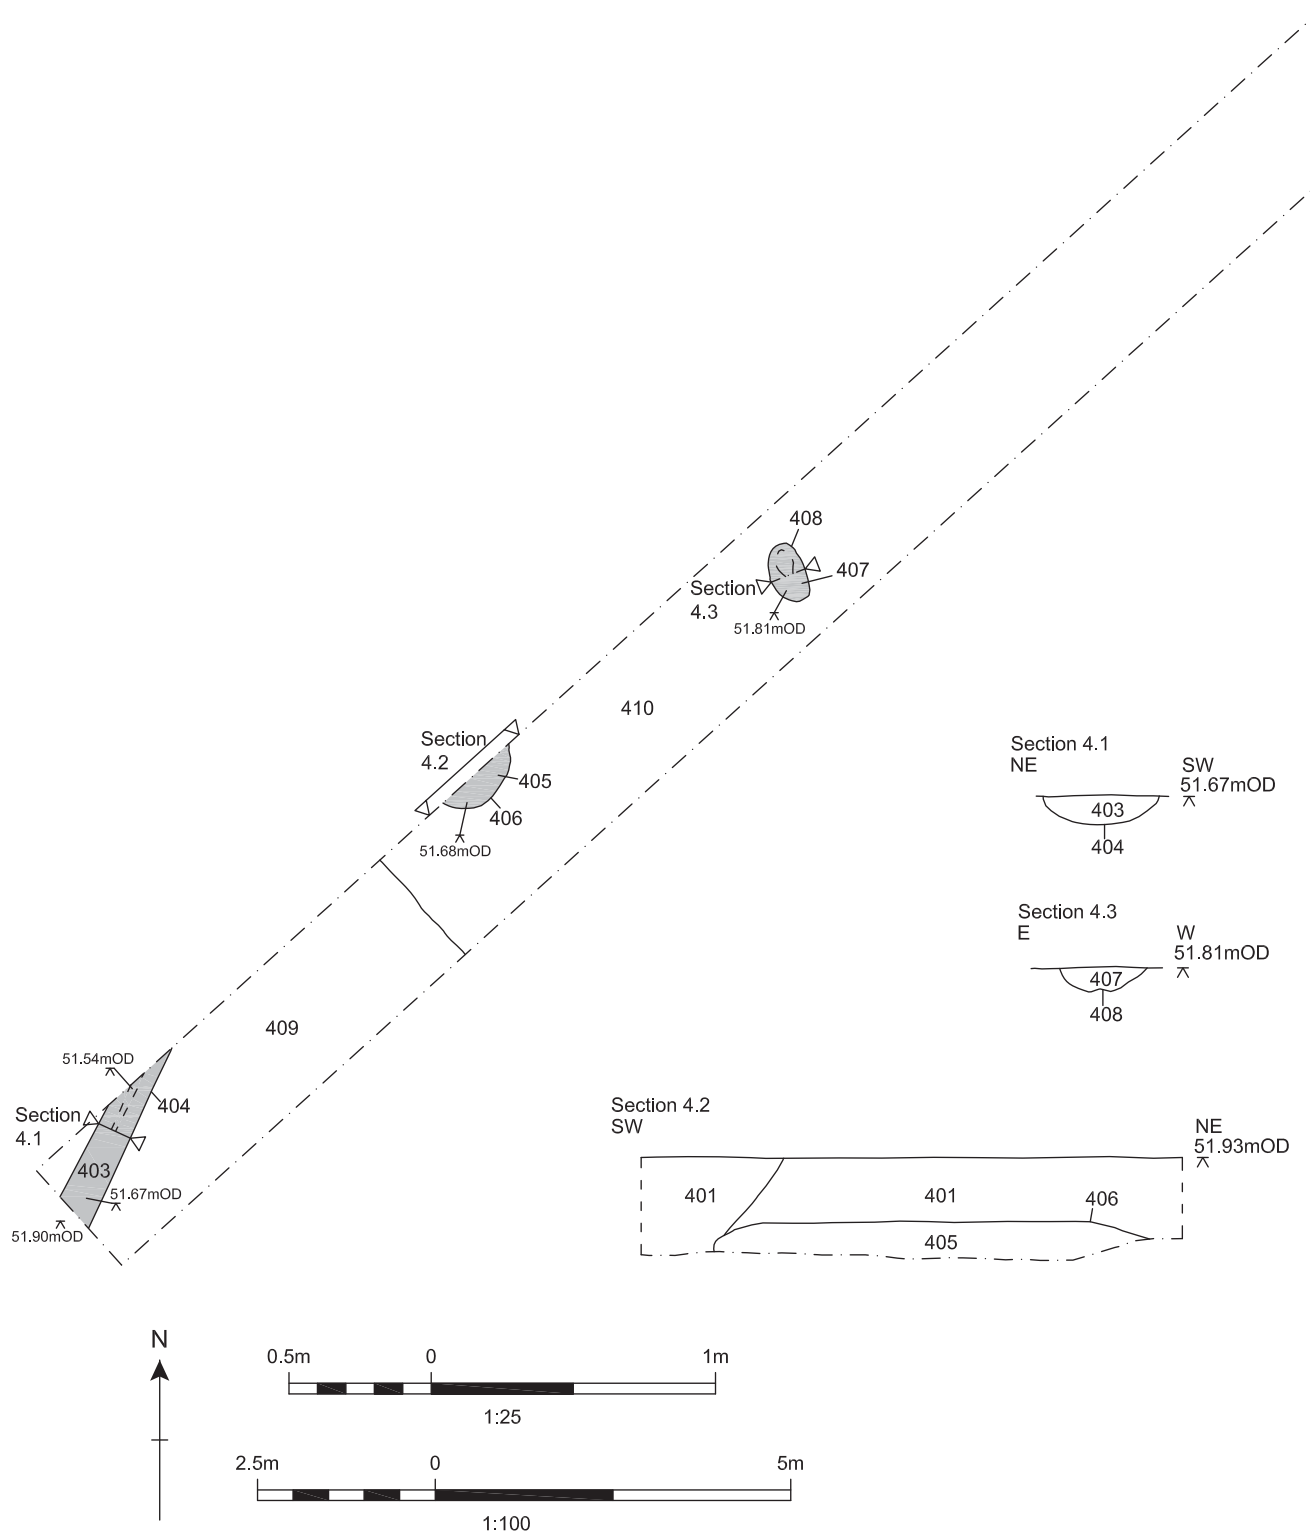 408
407
Section
4.3
51.81mOD
410
Section
4.2
405
406
51.68mOD
409
51.54mOD
404
Section
4.1
403
51.67mOD
51.90mOD
Section 4.1
NE
SW
51.67mOD
403
404
Section 4.3
E
W
51.81mOD
407
408
Section 4.2
SW
NE
51.93mOD
401
401
406
405
N
0.5m 0 1m
1:25
2.5m 0 5m
1:100